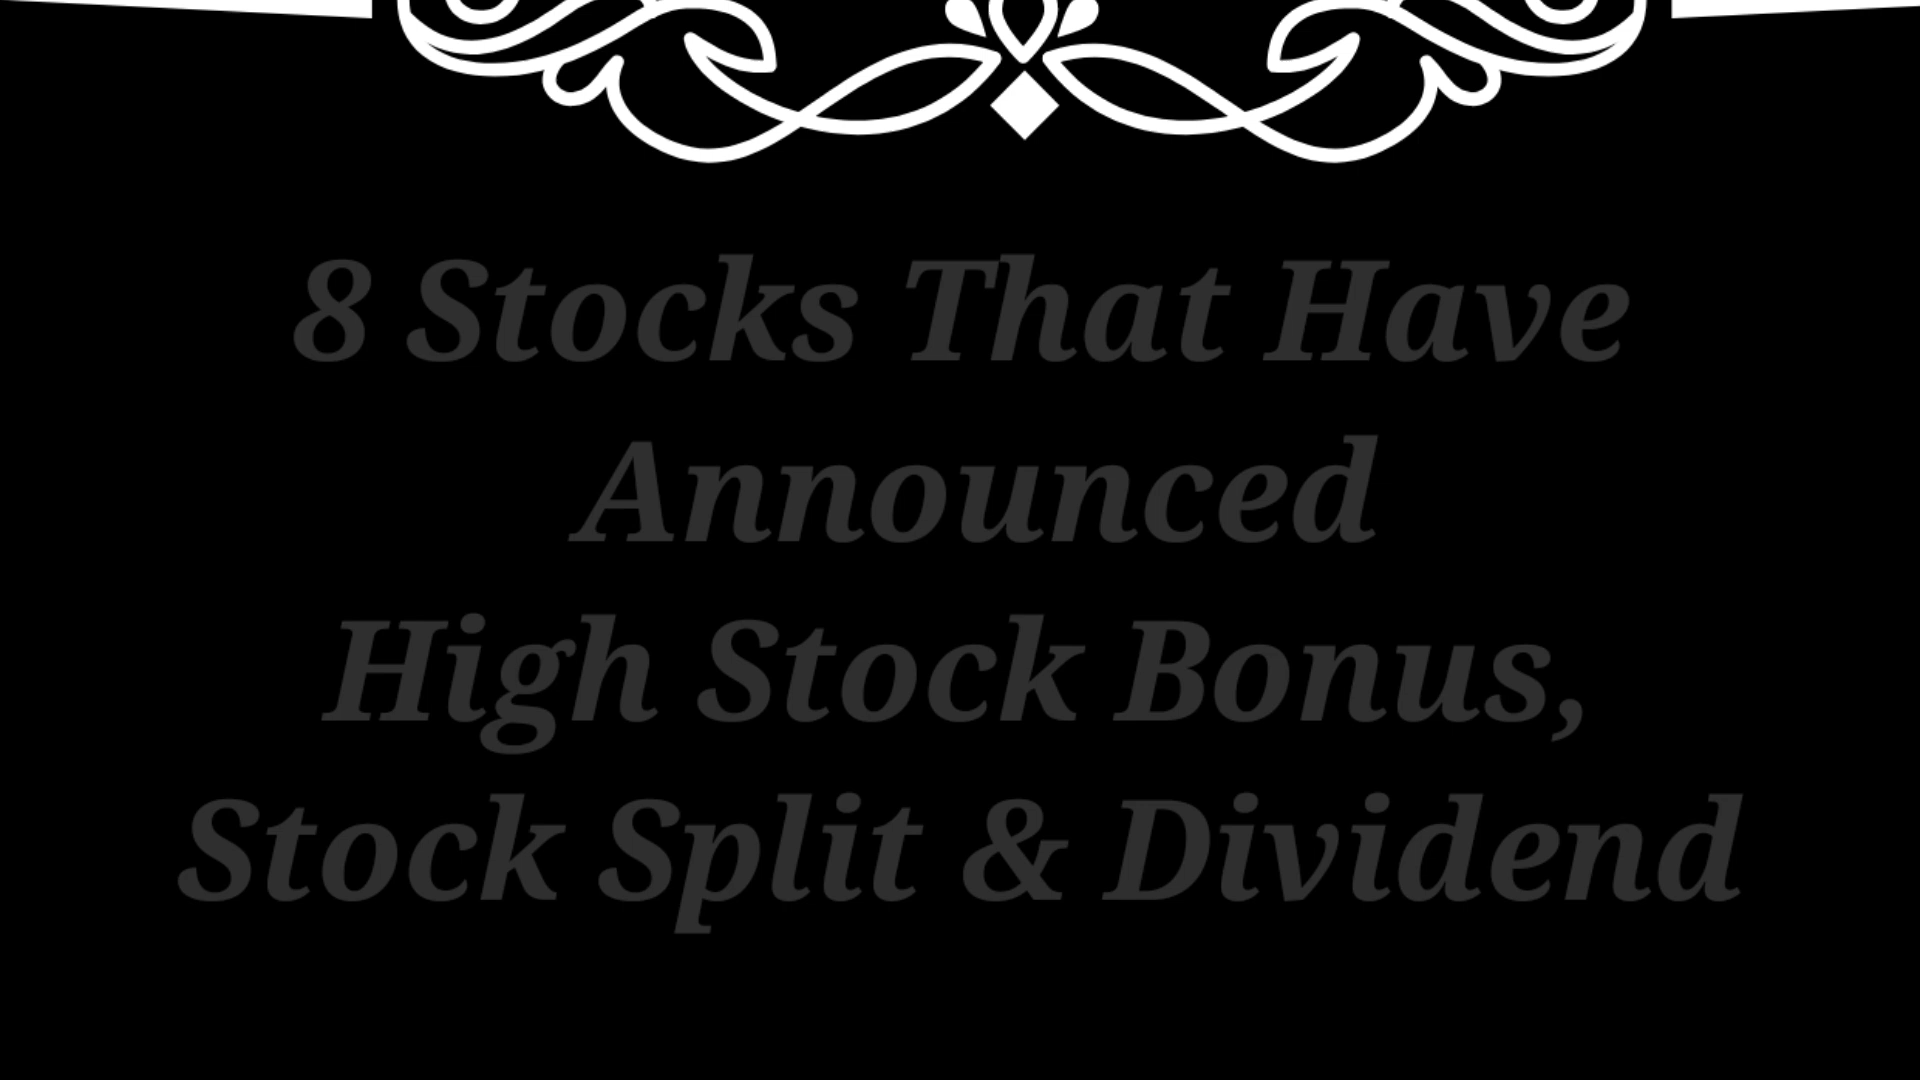 8 Stocks That Have
Announced
High Stock Bonus,
Stock Split & Dividend